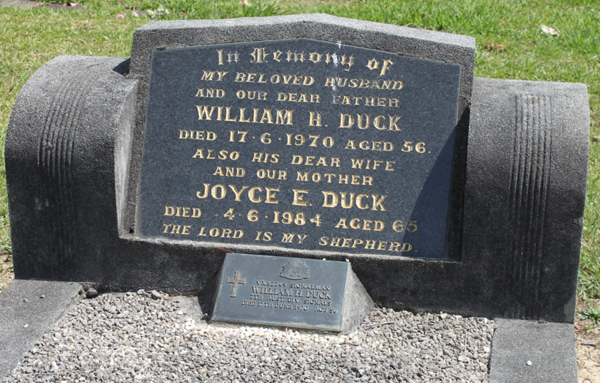 In Memory of
MY BELOVED HUSBAND
AND OUR DEAR FATHER
WILLIAM H. DUCK
DIED 17·6·1970 AGED 56.
ALSO HIS DEAR WIFE
AND OUR MOTHER
JOYCE E. DUCK
DIED 4·6·1984 AGED 65
THE LORD IS MY SHEPHERD.
WILLIAM H DUCK